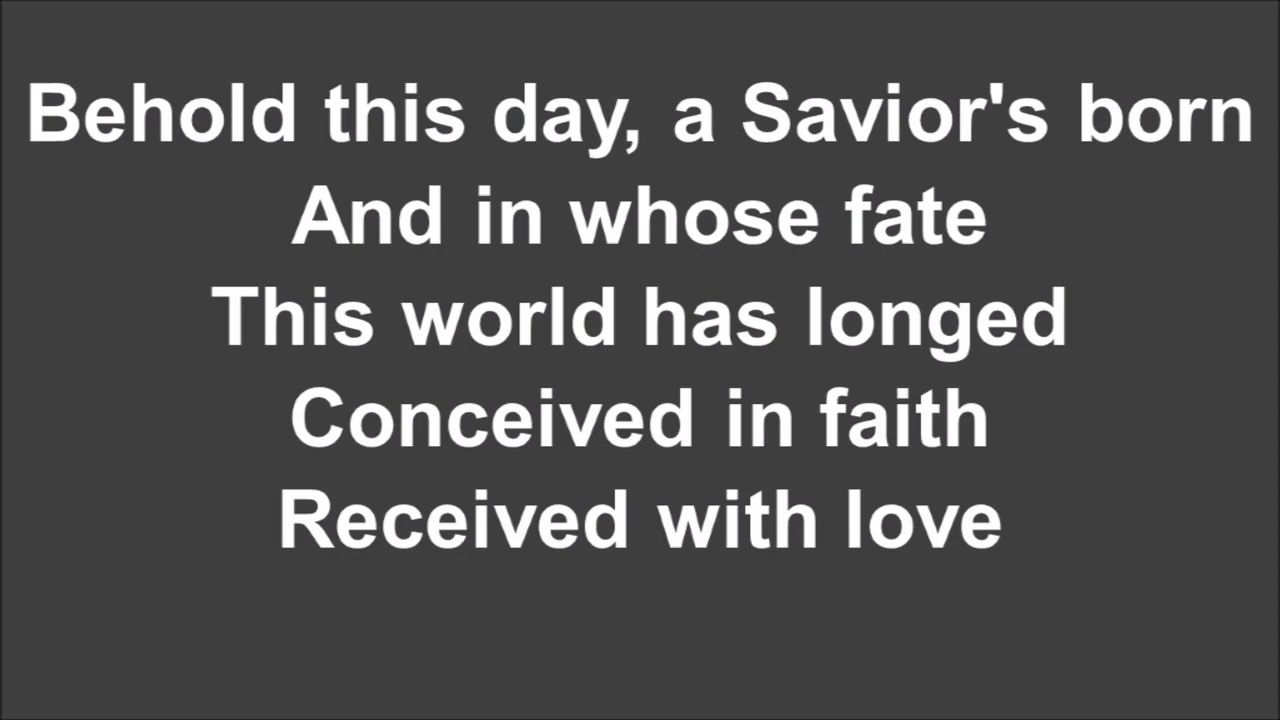 Behold this day, a Savior's born
And in whose fate
This world has longed
Conceived in faith
Received with love